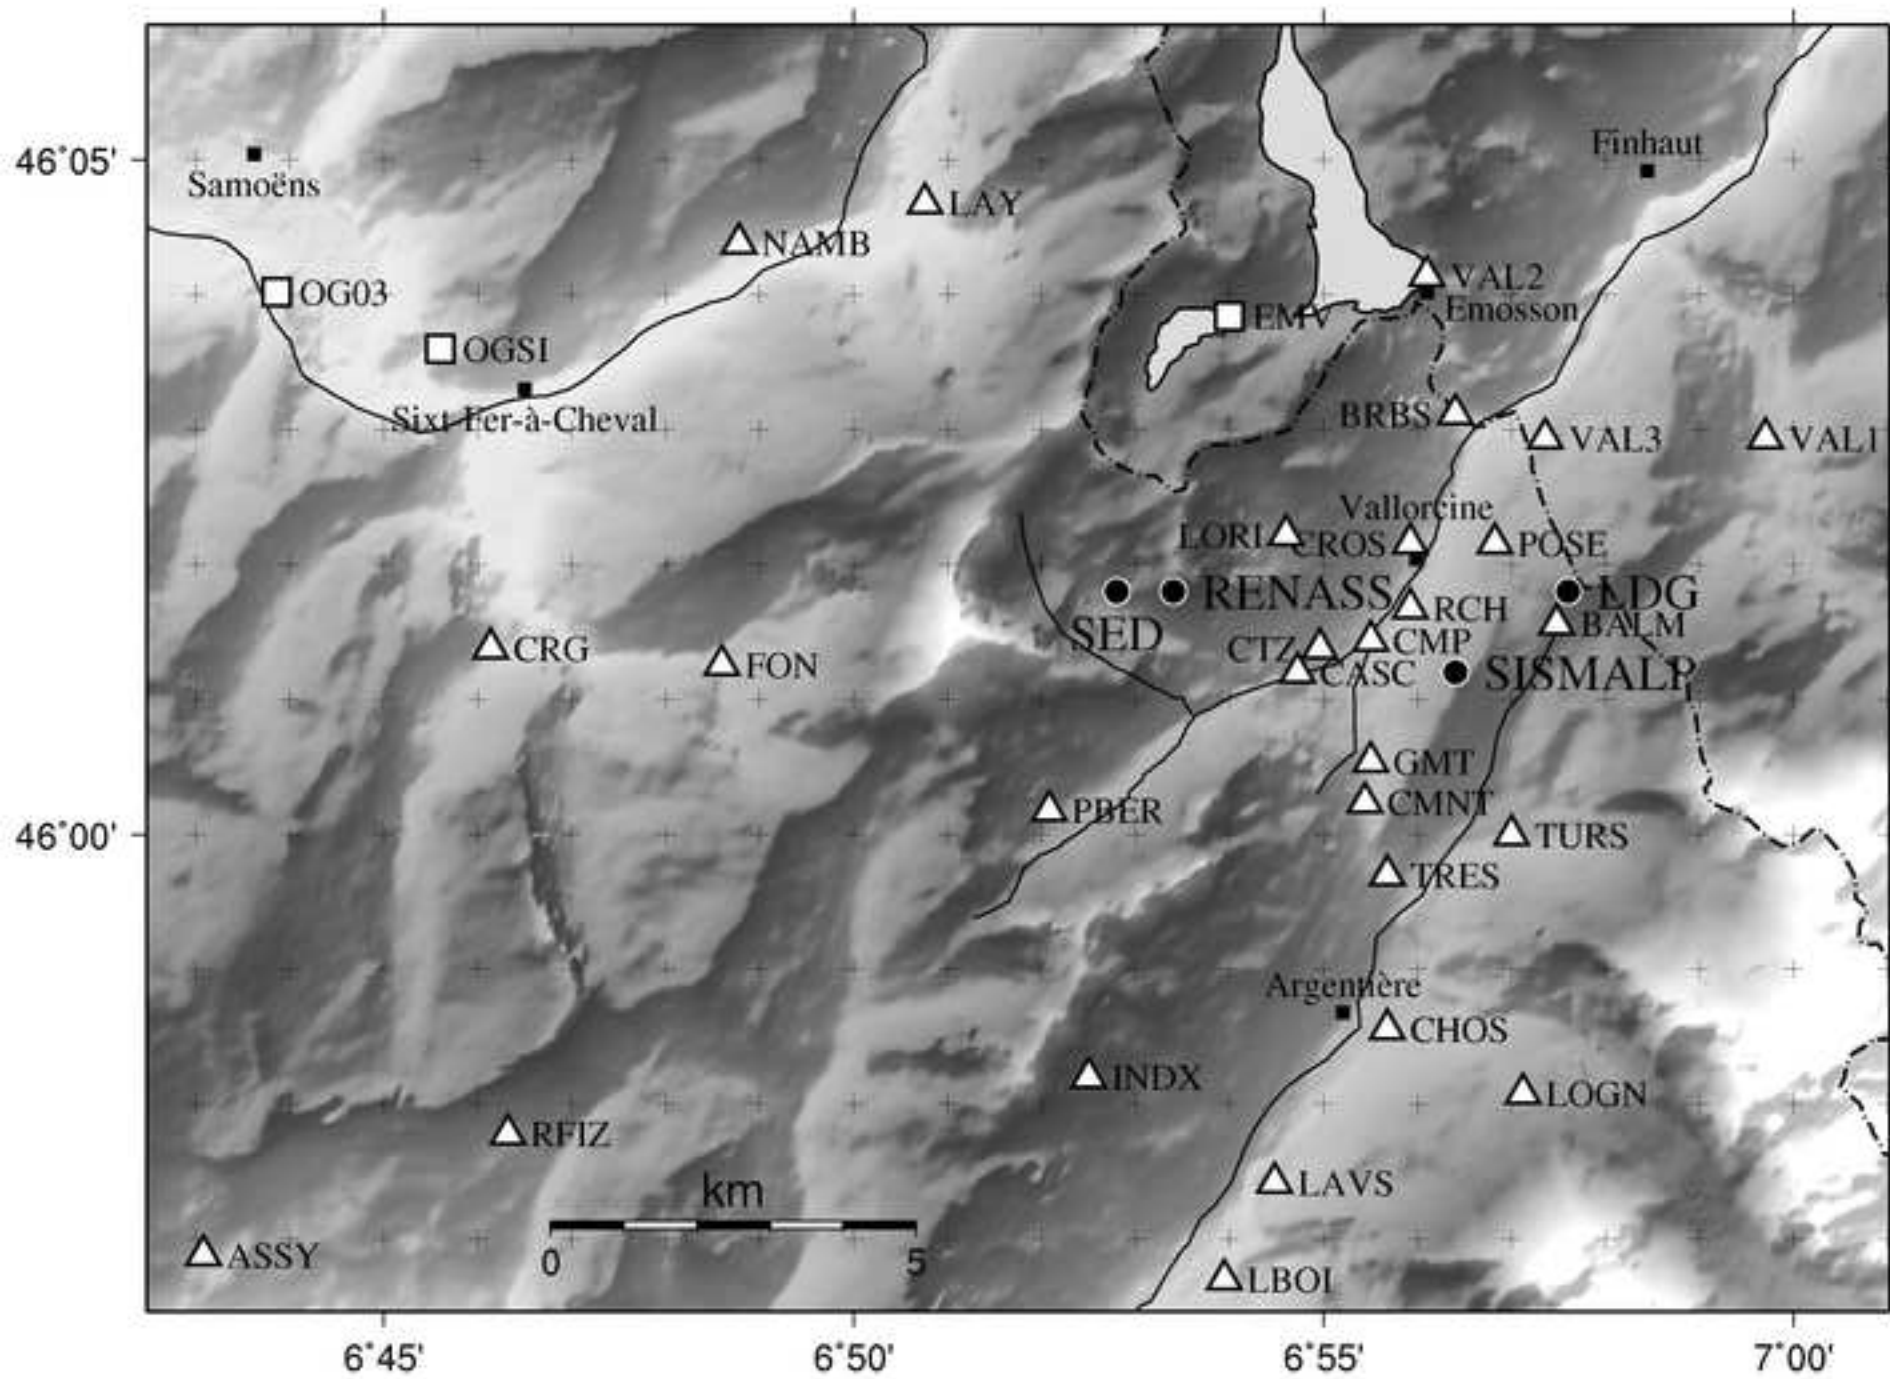 46°05'
Samoëns
Finhaut
LAY
NAMB
OG03
VAL2
Emosson
EMV
OGSI
Sixt-Fer-à-Cheval
BRBS
VAL3
VAL1
Vallorcine
LORI
CROS
POSE
RENASS
LDG
SED
RCH
BALM
CTZ
CMP
CRG
FON
CASC
SISMALP
GMT
CMNT
PBER
46°00'
TURS
TRES
Argentière
CHOS
INDX
LOGN
RFIZ
LAVS
km
ASSY
0
5
LBOI
6°45'
6°50'
6°55'
7°00'